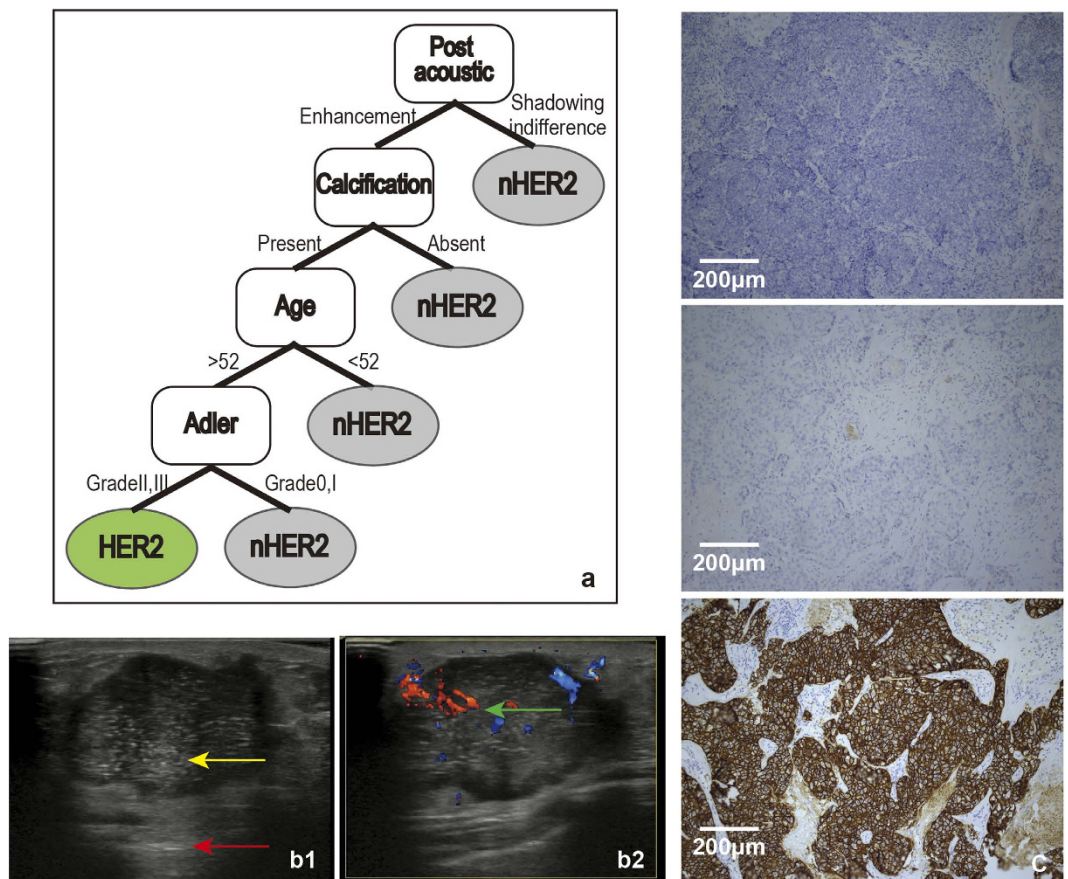 Post
acoustic
Enhancement
Shadowing
indifference
Calcification
nHER2
Present
Absent
Age
nHER2
>52
<52
Adler
nHER2
GradeII,III
Grade0,I
HER2
nHER2
a
b1
b2
200μm
200μm
200μm
C